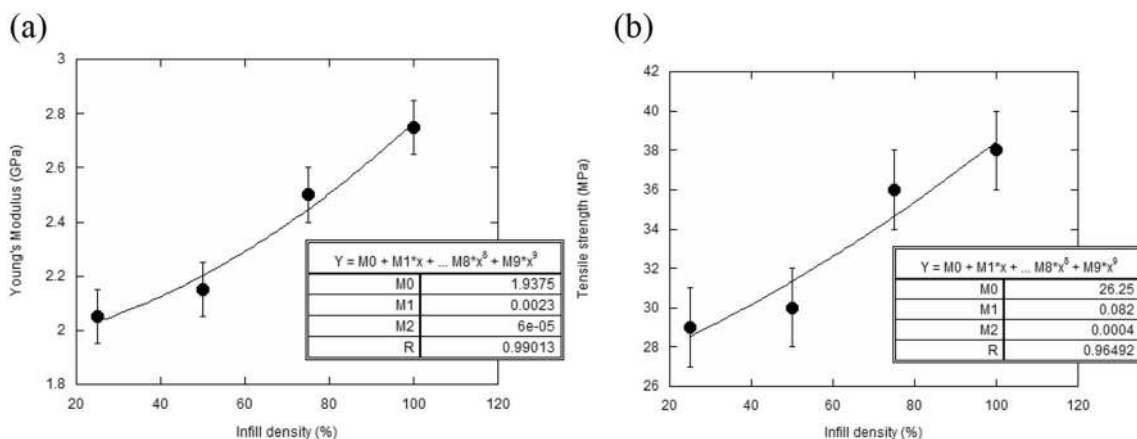 (a)
3
2.8
2.6
2.4
2.2
2
1.8
Young's Modulus (GPa)
20 40 60 80 100 120
Infill density (%)
Y = M0 + M1*x + ... M8*x⁸ + M9*x⁹
M0 1.9375
M1 0.0023
M2 6e-05
R 0.99013
(b)
42
40
38
36
34
32
30
28
26
Tensile strength (MPa)
20 40 60 80 100 120
Infill density (%)
Y = M0 + M1*x + ... M8*x⁸ + M9*x⁹
M0 26.25
M1 0.082
M2 0.0004
R 0.96492